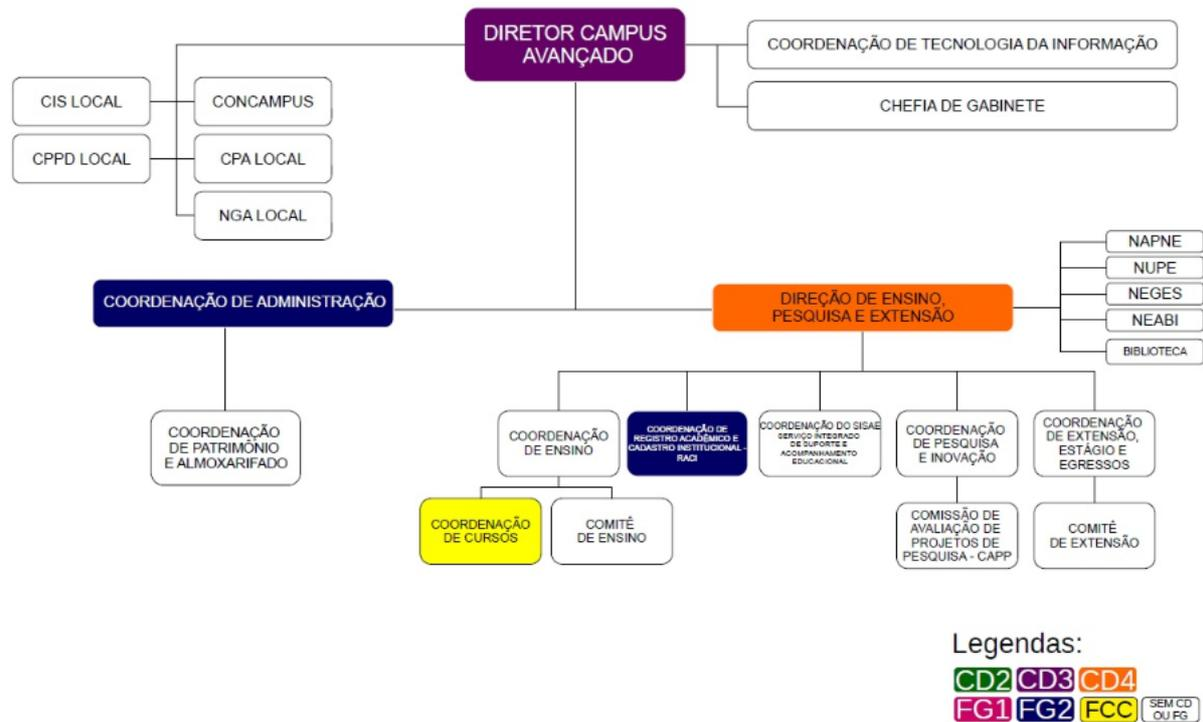 DIRETOR CAMPUS
AVANÇADO
COORDENAÇÃO DE TECNOLOGIA DA INFORMAÇÃO
CHEFIA DE GABINETE
CIS LOCAL
CONCAMPUS
CPPD LOCAL
CPA LOCAL
NGA LOCAL
COORDENAÇÃO DE ADMINISTRAÇÃO
DIREÇÃO DE ENSINO,
PESQUISA E EXTENSÃO
NAPNE
NUPE
NEGES
NEABI
BIBLIOTECA
COORDENAÇÃO
DE PATRIMÔNIO
E ALMOXARIFADO
COORDENAÇÃO
DE ENSINO
COORDENAÇÃO DE
REGISTRO ACADÊMICO E
CADASTRO INSTITUCIONAL -
RACI
COORDENAÇÃO DO SISAE
SERVIÇO INTEGRADO
DE SUPORTE E
ACOMPANHAMENTO
EDUCACIONAL
COORDENAÇÃO
DE PESQUISA
E INOVAÇÃO
COORDENAÇÃO
DE EXTENSÃO,
ESTÁGIO E
EGRESSOS
COORDENAÇÃO
DE CURSOS
COMITÊ
DE ENSINO
COMISSÃO DE
AVALIAÇÃO DE
PROJETOS DE
PESQUISA - CAPP
COMITÊ
DE EXTENSÃO
Legendas:
CD2 CD3 CD4
FG1 FG2 FCC SEM CD
OU FG